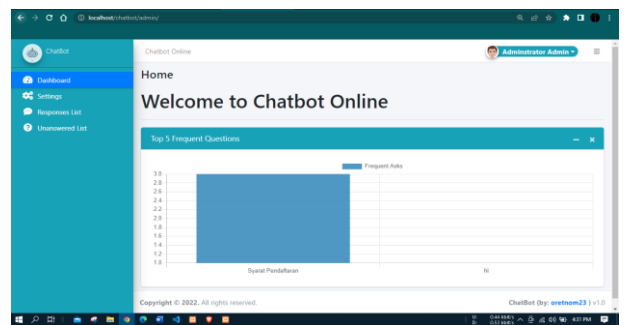 localhost/chatbot/admin/
ChatBot
Chatbot Online
Adminstrator Admin
Dashboard
Settings
Responses List
Unanswered List
Home
Welcome to Chatbot Online
Top 5 Frequent Questions
Frequent Asks
3.0
2.8
2.6
2.4
2.2
2.0
1.8
1.6
1.4
1.2
1.0
Syarat Pendaftaran
hi
Copyright © 2022. All rights reserved.
ChatBot (by: oretnom23 ) v1.0
4:31 PM